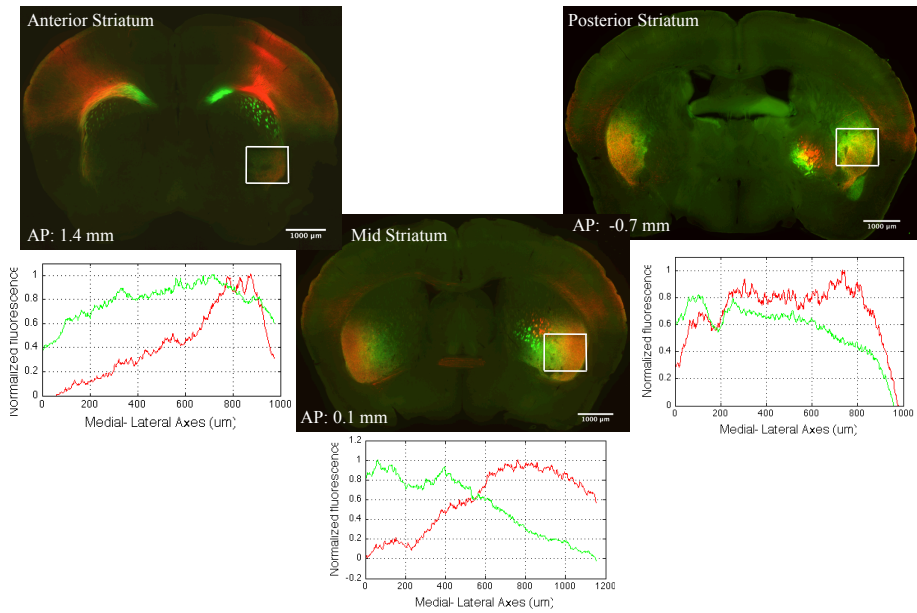 Anterior Striatum
AP: 1.4 mm
1000 µm
Posterior Striatum
AP: -0.7 mm
1000 µm
Mid Striatum
AP: 0.1 mm
1000 µm
Normalized fluorescence
1
0.8
0.6
0.4
0.2
0
0 200 400 600 800 1000
Medial- Lateral Axes (um)
Normalized fluorescence
1
0.8
0.6
0.4
0.2
0
0 200 400 600 800 1000
Medial- Lateral Axes (um)
Normalized fluorescence
1.2
1
0.8
0.6
0.4
0.2
0
-0.2
0 200 400 600 800 1000 1200
Medial- Lateral Axes (um)